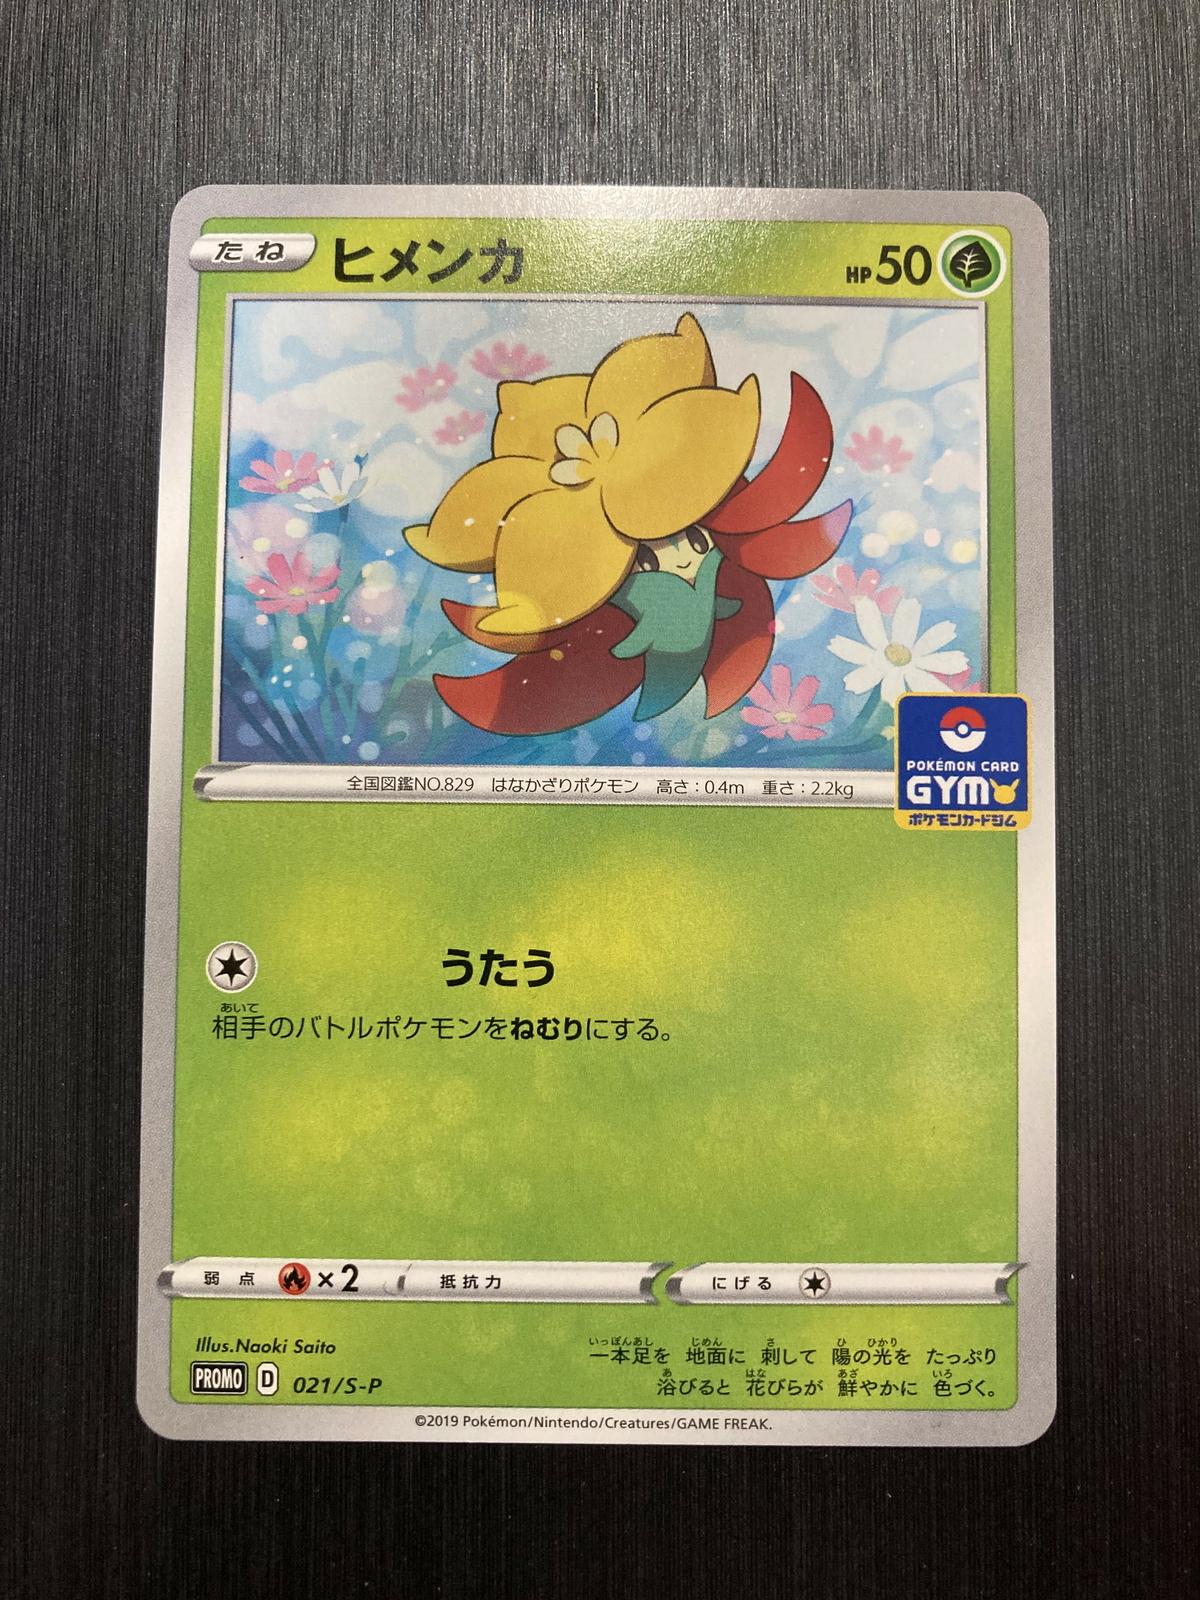 たね ヒメンカ HP50
全国図鑑NO.829 はなかざりポケモン 高さ:0.4m 重さ:2.2kg
POKÉMON CARD
GYM
ポケモンカードジム
うたう
あいて
相手のバトルポケモンをねむりにする。
弱点 ×2 抵抗力 にげる
Illus.Naoki Saito
PROMO D 021/S-P
いっぽんあし じめん さ ひ ひかり
一本足を 地面に 刺して 陽の光を たっぷり
あ はな あざ いろ
浴びると 花びらが 鮮やかに 色づく。
©2019 Pokémon/Nintendo/Creatures/GAME FREAK.